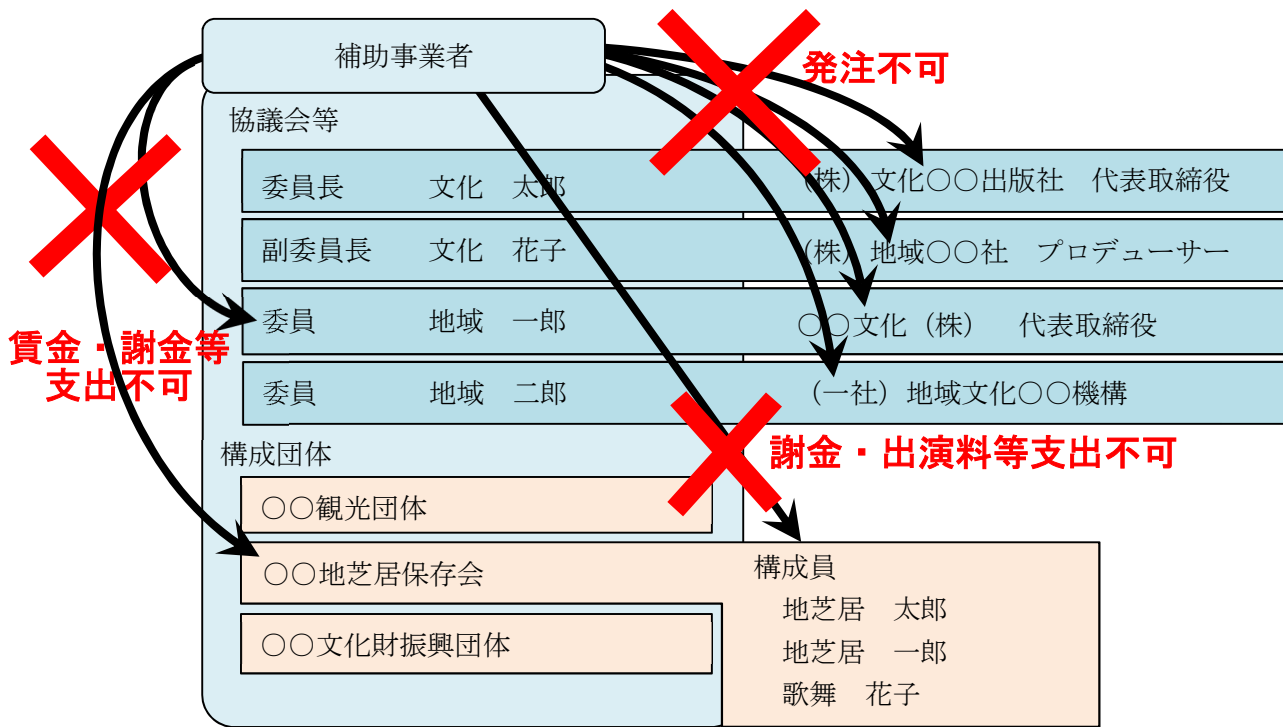 補助事業者
発注不可
協議会等
委員長　文化　太郎　(株)文化○○出版社　代表取締役
副委員長　文化　花子　(株)地域○○社　プロデューサー
委員　地域　一郎　○○文化(株)　代表取締役
賃金・謝金等
支出不可
委員　地域　二郎　(一社)地域文化○○機構
構成団体
謝金・出演料等支出不可
○○観光団体
○○地芝居保存会
○○文化財振興団体
構成員
地芝居　太郎
地芝居　一郎
歌舞　花子